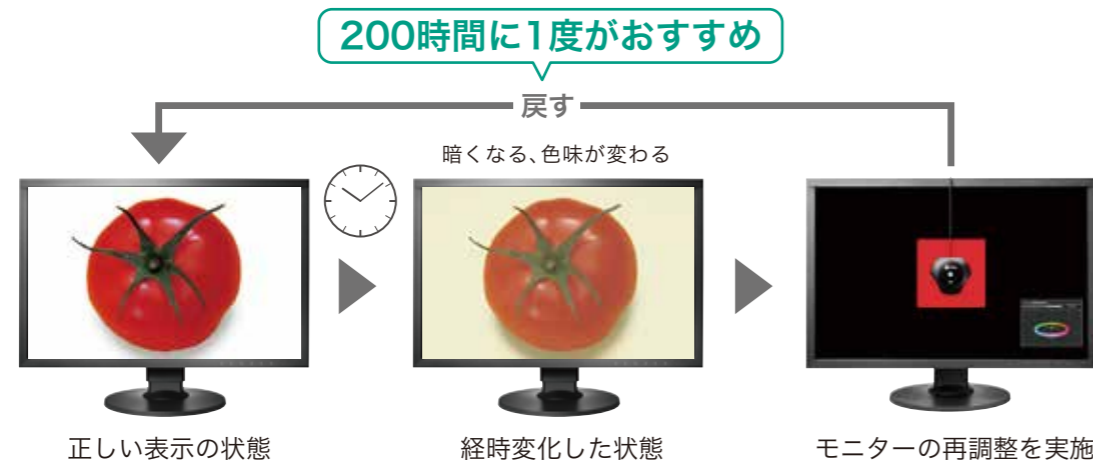 200時間に1度がおすすめ
戻す
暗くなる、色味が変わる
正しい表示の状態
経時変化した状態
モニターの再調整を実施